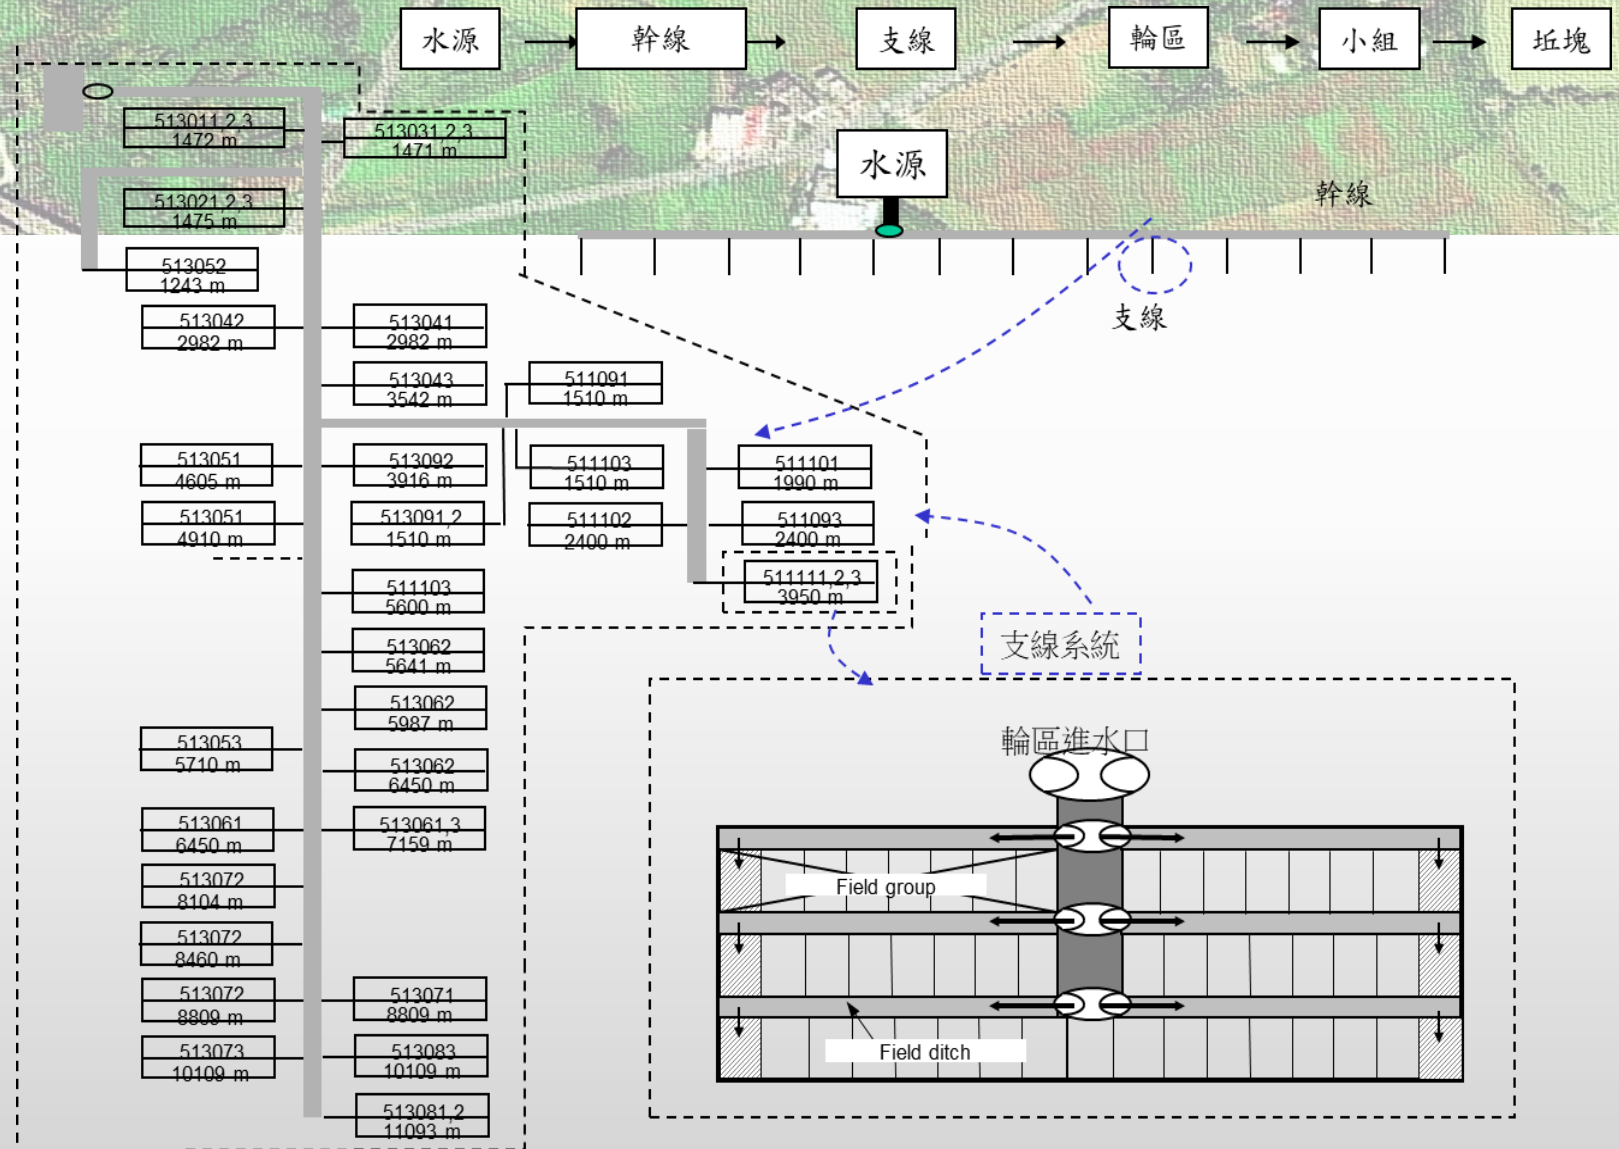 水源
幹線
支線
輪區
小組
坵塊
水源
幹線
支線
513011,2,3
1472 m
513031,2,3
1471 m
513021,2,3
1475 m
513052
1243 m
513042
2982 m
513041
2982 m
513043
3542 m
511091
1510 m
513051
4605 m
513092
3916 m
511103
1510 m
511101
1990 m
513051
4910 m
513091,2
1510 m
511102
2400 m
511093
2400 m
511111,2,3
3950 m
511103
5600 m
513062
5641 m
513062
5987 m
513053
5710 m
513062
6450 m
513061
6450 m
513061,3
7159 m
513072
8104 m
513072
8460 m
513072
8809 m
513071
8809 m
513073
10109 m
513083
10109 m
513081,2
11093 m
支線系統
輪區進水口
Field group
Field ditch